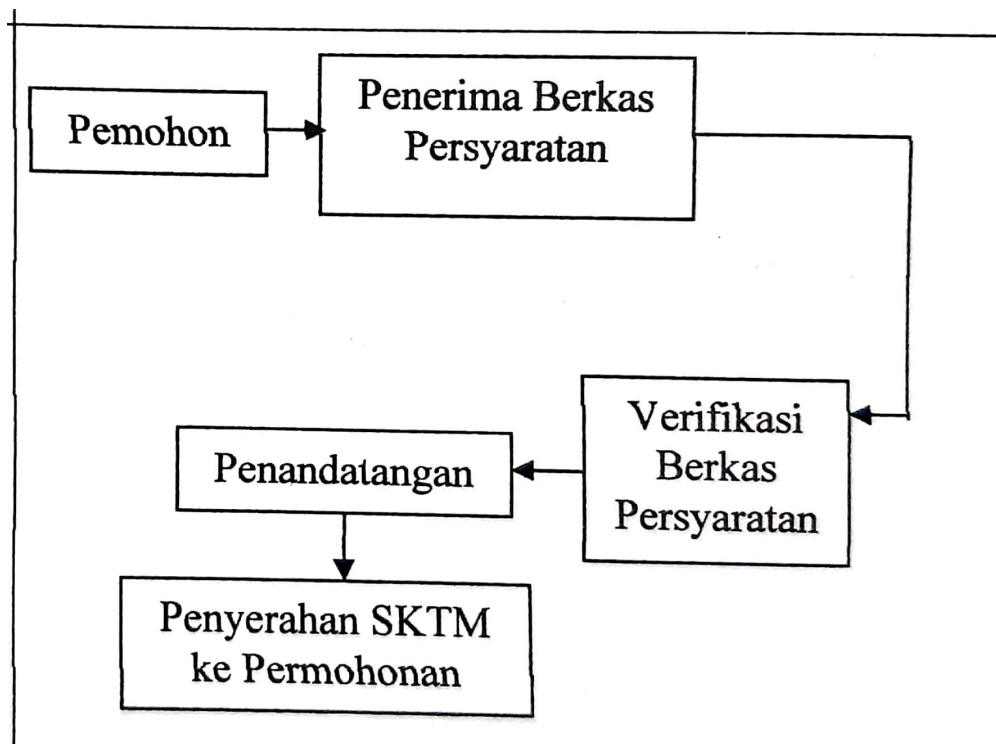 Pemohon
Penerima Berkas
Persyaratan
Verifikasi
Berkas
Persyaratan
Penandatangan
Penyerahan SKTM
ke Permohonan